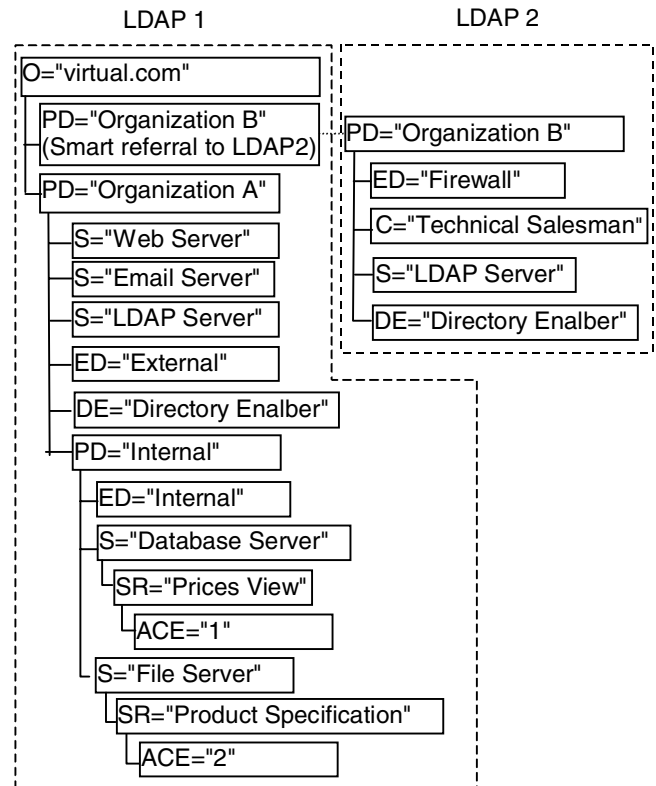 LDAP 1
O="virtual.com"
PD="Organization B"
(Smart referral to LDAP2)
PD="Organization A"
S="Web Server"
S="Email Server"
S="LDAP Server"
ED="External"
DE="Directory Enalber"
PD="Internal"
ED="Internal"
S="Database Server"
SR="Prices View"
ACE="1"
S="File Server"
SR="Product Specification"
ACE="2"
LDAP 2
PD="Organization B"
ED="Firewall"
C="Technical Salesman"
S="LDAP Server"
DE="Directory Enalber"